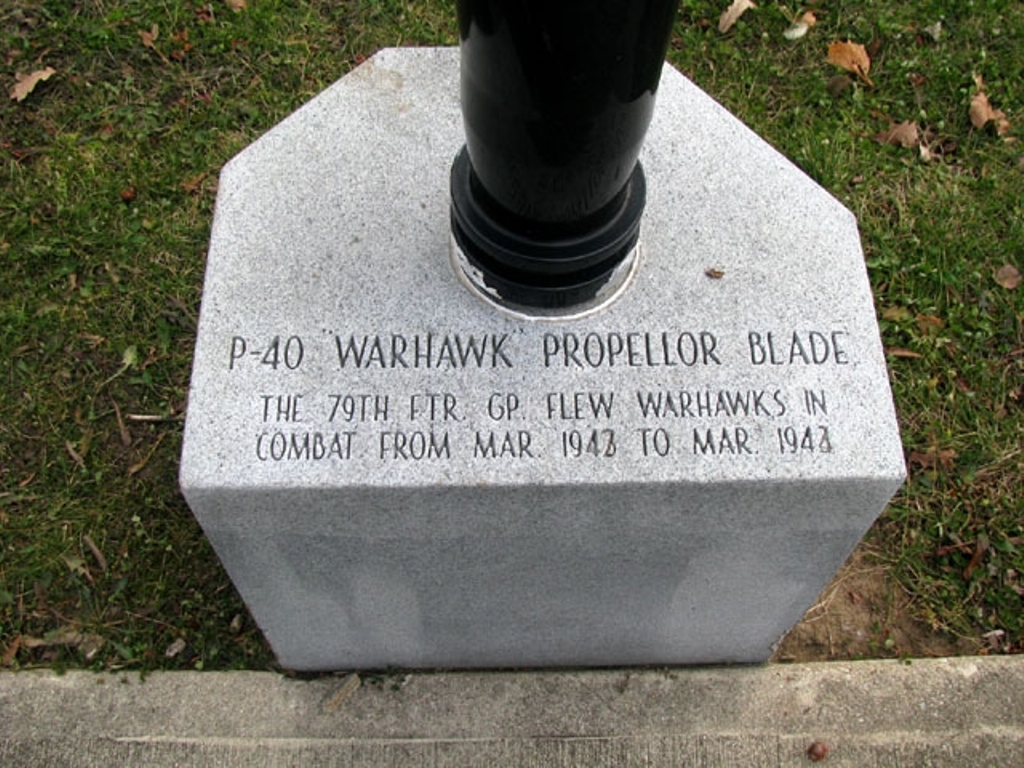 P-40 "WARHAWK" PROPELLOR BLADE
THE 79TH FTR. GP. FLEW WARHAWKS IN
COMBAT FROM MAR. 1943 TO MAR. 1944